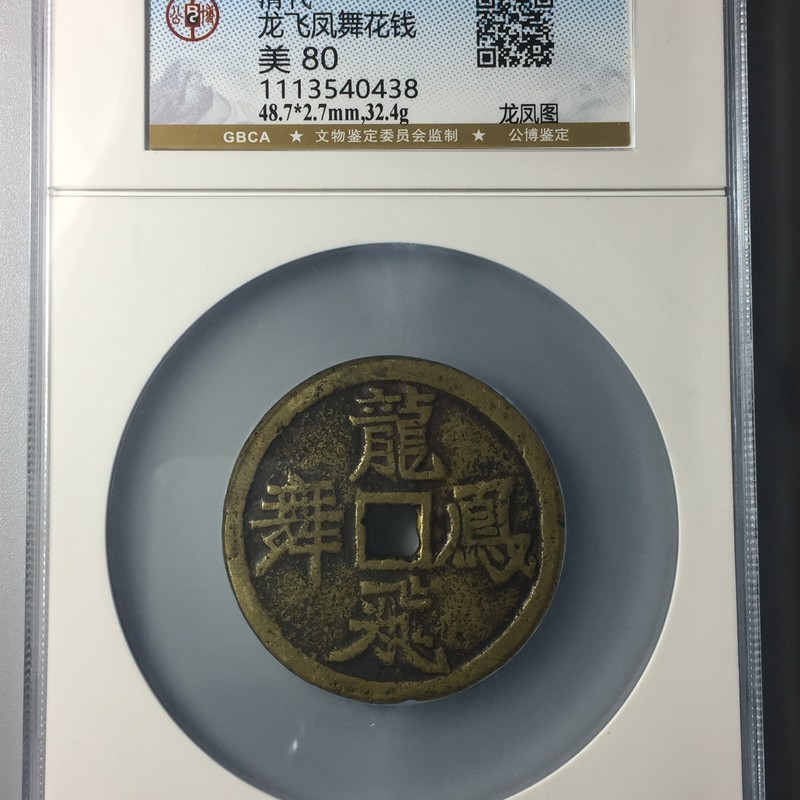 清代
龙飞凤舞花钱
美 80
1113540438
48.7*2.7mm,32.4g 龙凤图
GBCA ★ 文物鉴定委员会监制 ★ 公博鉴定
龍
舞 鳳
飛